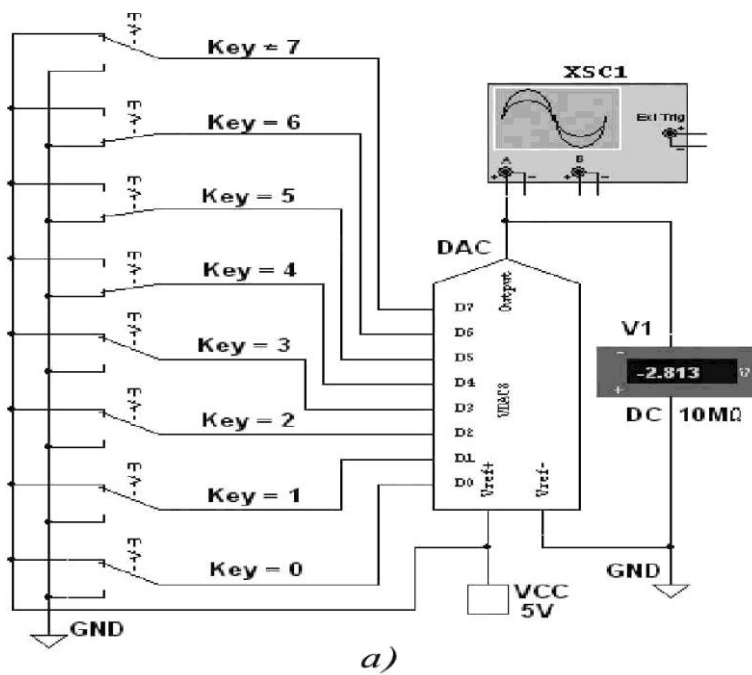 Key = 7
XSC1
Ext Trig
Key = 6
A
B
Key = 5
DAC
Output
Key = 4
D7
D6
V1
D5
Key = 3
D4
-2.813
D3
VDAC8
Key = 2
D2
DC 10MΩ
D1
Vref+
Vref-
Key = 1
D0
Key = 0
GND
VCC
5V
GND
a)